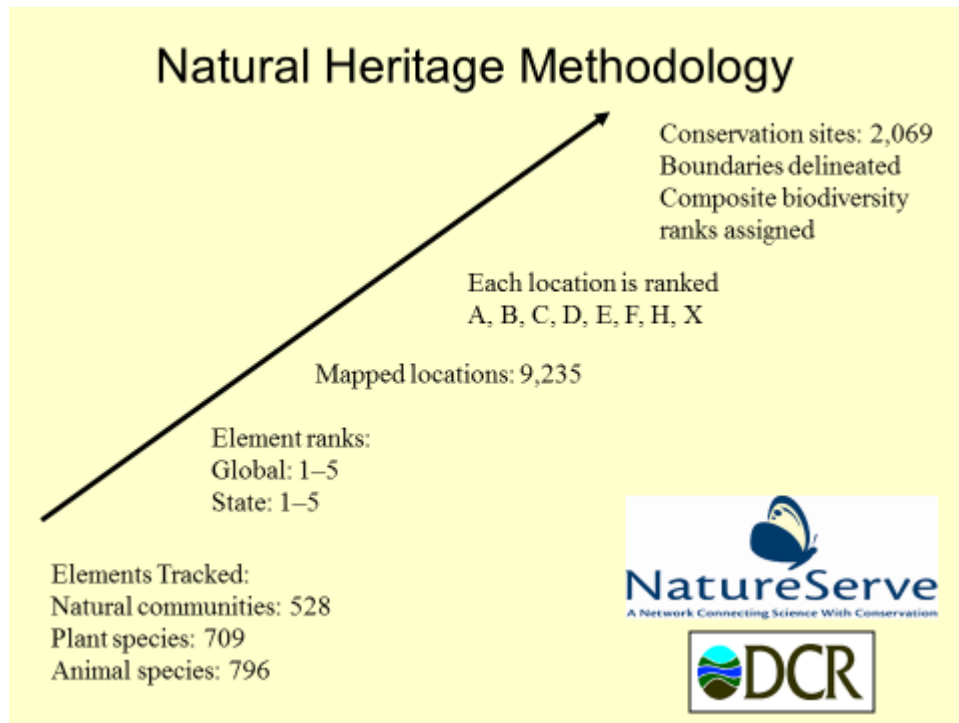 Natural Heritage Methodology
Conservation sites: 2,069
Boundaries delineated
Composite biodiversity
ranks assigned
Each location is ranked
A, B, C, D, E, F, H, X
Mapped locations: 9,235
Element ranks:
Global: 1–5
State: 1–5
Elements Tracked:
Natural communities: 528
Plant species: 709
Animal species: 796
NatureServe
A Network Connecting Science With Conservation
DCR